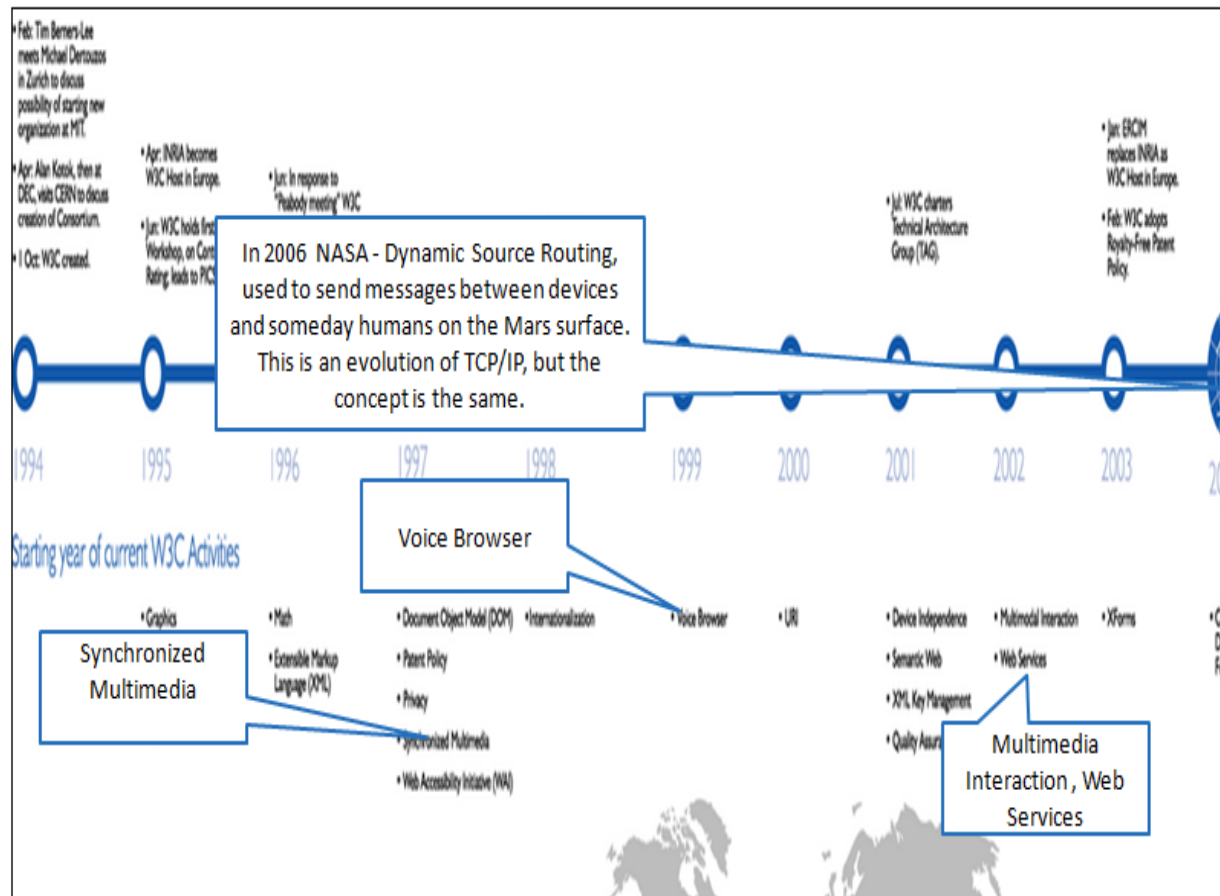 • Feb: Tim Berners-Lee
meets Michael Dertouzos
in Zurich to discuss
possibility of starting new
organization at MIT.
• Apr: Alan Kotok, then at
DEC, visits CERN to discuss
creation of Consortium.
• 1 Oct: W3C created.
• Apr: INRIA becomes
W3C Host in Europe.
• Jun: W3C holds first
Workshop, on
Rating, leads to
• Jun: In response to
"Peabody meeting" W3C
• Jul: W3C charters
Technical Architecture
Group (TAG).
• Jan: ERCIM
replaces INRIA as
W3C Host in Europe.
• Feb: W3C adopts
Royalty-Free Patent
Policy.
In 2006 NASA - Dynamic Source Routing,
used to send messages between devices
and someday humans on the Mars surface.
This is an evolution of TCP/IP, but the
concept is the same.
1994
1995
1996
1997
1998
1999
2000
2001
2002
2003
Voice Browser
Starting year of current W3C Activities
• Graphics
• Math
• Extensible Markup
Language (XML)
• Document Object Model (DOM)
• Patent Policy
• Privacy
• Synchronized Multimedia
• Web Accessibility Initiative (WAI)
• Internationalization
• Voice Browser
• URI
• Device Independence
• Semantic Web
• XML Key Management
• Quality
• Multimodal Interaction
• Web Services
• XForms
Synchronized
Multimedia
Multimedia
Interaction , Web
Services